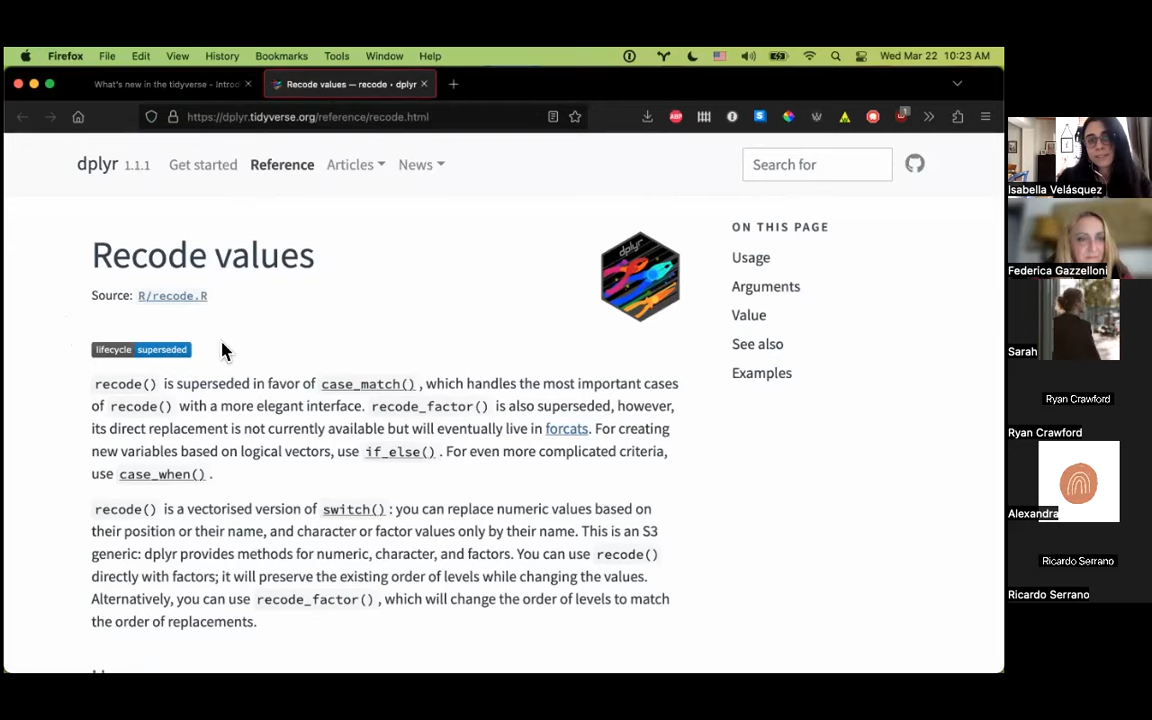 Firefox File Edit View History Bookmarks Tools Window Help Wed Mar 22 10:23 AM
What's new in the tidyverse - Introd
Recode values — recode • dplyr
https://dplyr.tidyverse.org/reference/recode.html
dplyr 1.1.1 Get started Reference Articles News Search for
Recode values
Source: R/recode.R
dplyr
lifecycle superseded
recode() is superseded in favor of case_match(), which handles the most important cases
of recode() with a more elegant interface. recode_factor() is also superseded, however,
its direct replacement is not currently available but will eventually live in forcats. For creating
new variables based on logical vectors, use if_else(). For even more complicated criteria,
use case_when().
recode() is a vectorised version of switch(): you can replace numeric values based on
their position or their name, and character or factor values only by their name. This is an S3
generic: dplyr provides methods for numeric, character, and factors. You can use recode()
directly with factors; it will preserve the existing order of levels while changing the values.
Alternatively, you can use recode_factor(), which will change the order of levels to match
the order of replacements.
ON THIS PAGE
Usage
Arguments
Value
See also
Examples
Isabella Velásquez
Federica Gazzelloni
Sarah
Ryan Crawford
Ryan Crawford
Alexandra
Ricardo Serrano
Ricardo Serrano